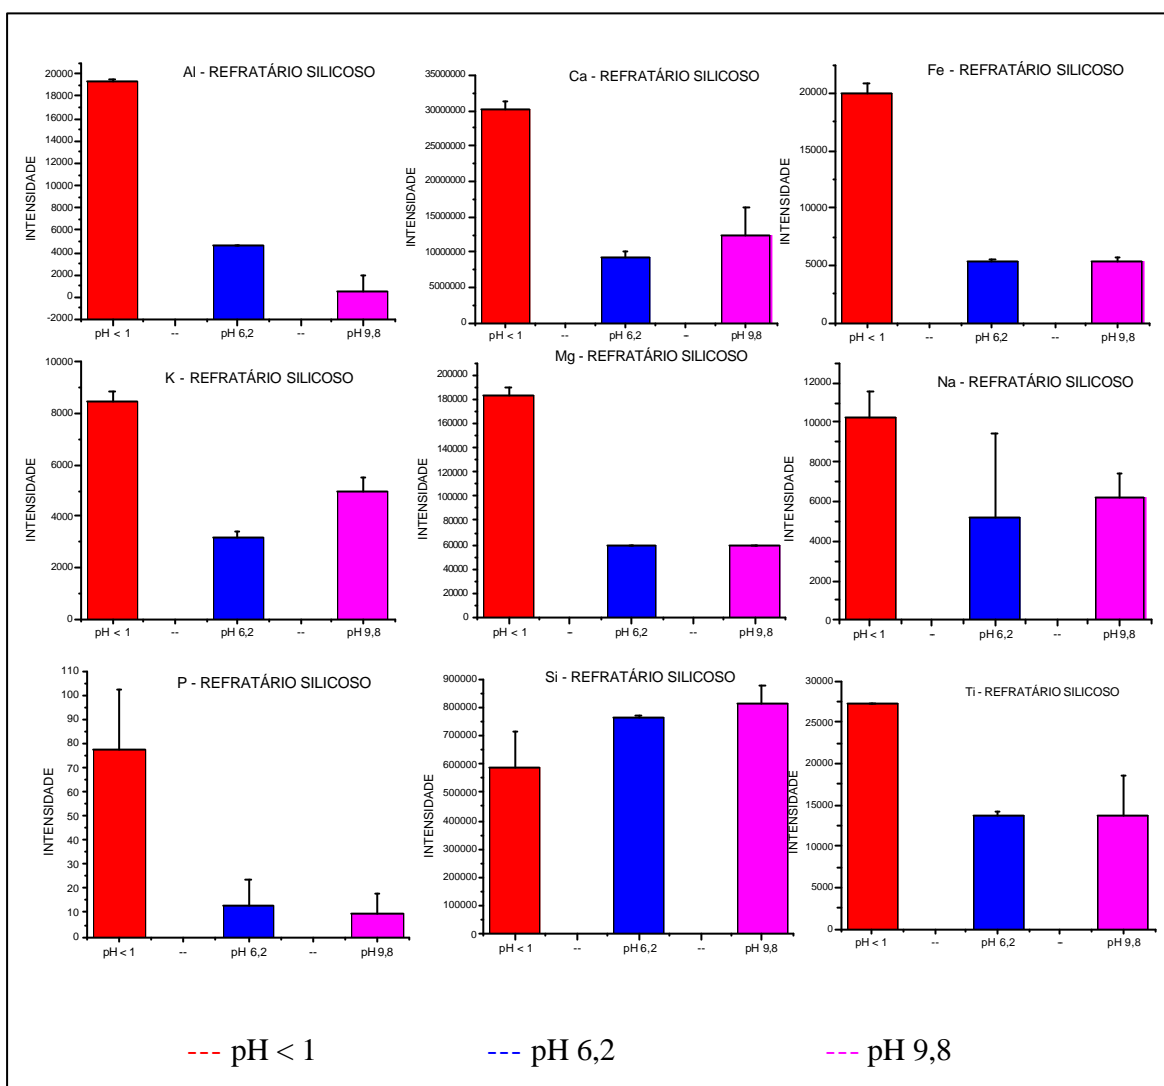 Al - REFRATÁRIO SILICOSO
INTENSIDADE
20000
18000
16000
14000
12000
10000
8000
6000
4000
2000
0
-2000
pH < 1 -- pH 6,2 -- pH 9,8
Ca - REFRATÁRIO SILICOSO
INTENSIDADE
35000000
30000000
25000000
20000000
15000000
10000000
5000000
0
pH < 1 -- pH 6,2 -- pH 9,8
Fe - REFRATÁRIO SILICOSO
INTENSIDADE
20000
15000
10000
5000
0
pH < 1 -- pH 6,2 -- pH 9,8
K - REFRATÁRIO SILICOSO
INTENSIDADE
10000
8000
6000
4000
2000
0
pH < 1 -- pH 6,2 -- pH 9,8
Mg - REFRATÁRIO SILICOSO
INTENSIDADE
200000
180000
160000
140000
120000
100000
80000
60000
40000
20000
0
pH < 1 -- pH 6,2 -- pH 9,8
Na - REFRATÁRIO SILICOSO
INTENSIDADE
12000
10000
8000
6000
4000
2000
0
pH < 1 -- pH 6,2 -- pH 9,8
P - REFRATÁRIO SILICOSO
INTENSIDADE
110
100
90
80
70
60
50
40
30
20
10
0
pH < 1 -- pH 6,2 -- pH 9,8
Si - REFRATÁRIO SILICOSO
INTENSIDADE
900000
800000
700000
600000
500000
400000
300000
200000
100000
0
pH < 1 -- pH 6,2 -- pH 9,8
Ti - REFRATÁRIO SILICOSO
INTENSIDADE
30000
25000
20000
15000
10000
5000
0
pH < 1 -- pH 6,2 -- pH 9,8
pH < 1 pH 6,2 pH 9,8